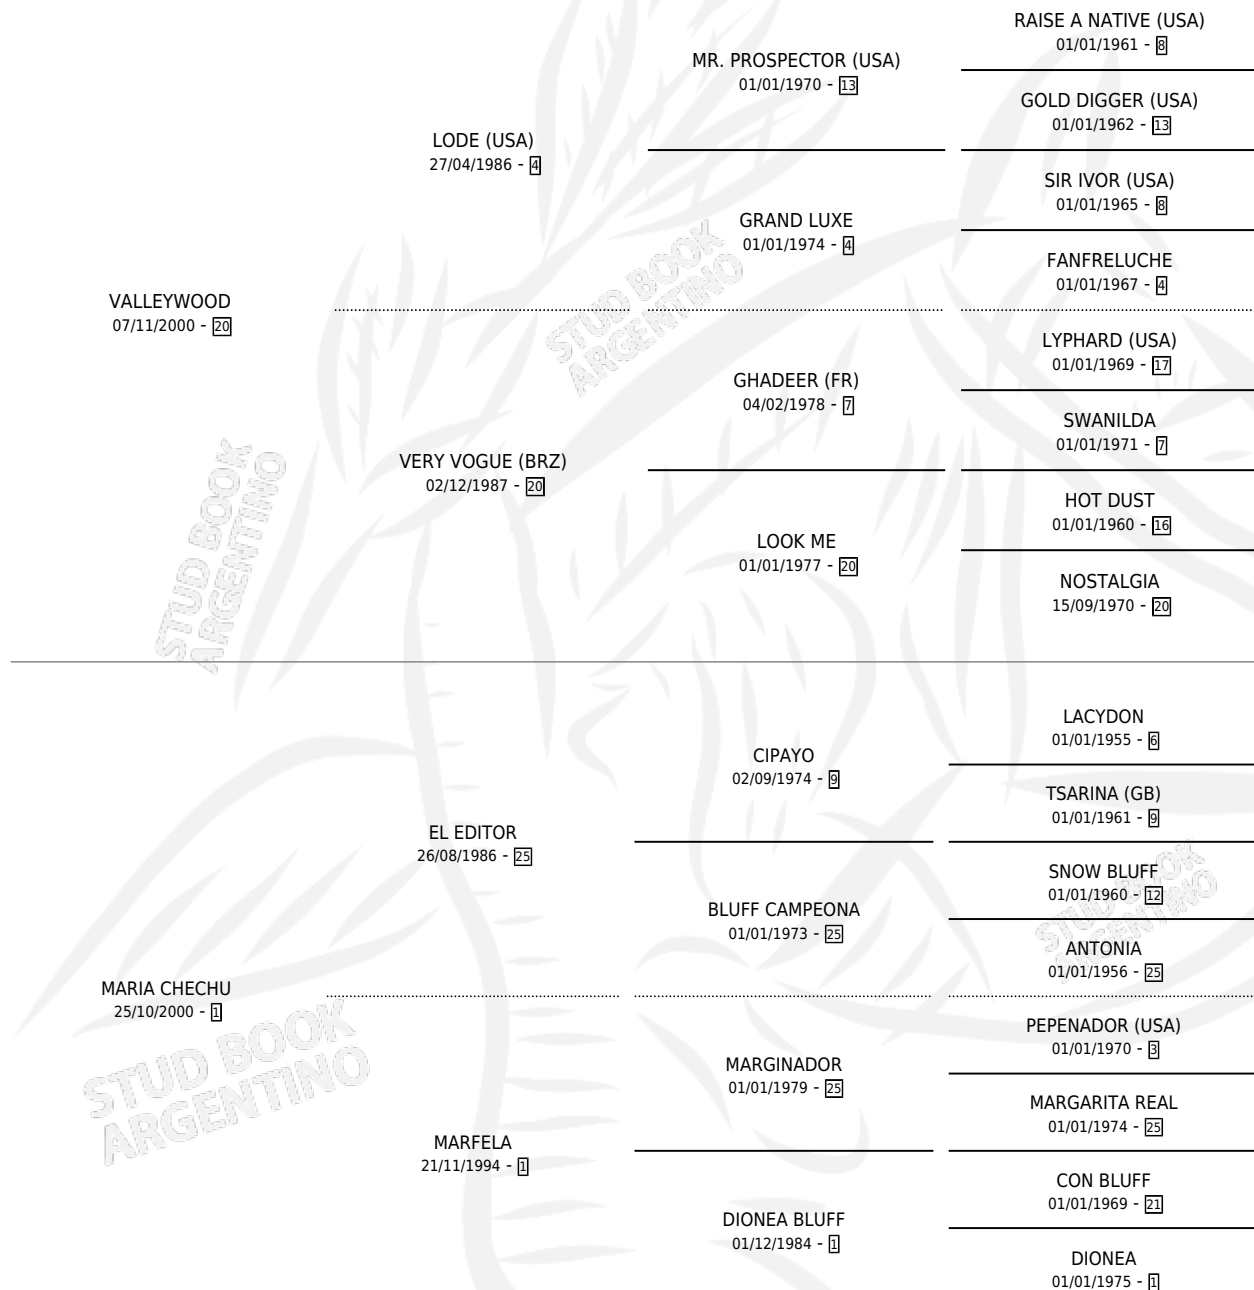 RAISE A NATIVE (USA)
01/01/1961 - 8
MR. PROSPECTOR (USA)
01/01/1970 - 13
GOLD DIGGER (USA)
01/01/1962 - 13
LODE (USA)
27/04/1986 - 4
SIR IVOR (USA)
01/01/1965 - 8
GRAND LUXE
01/01/1974 - 4
FANFRELUCHE
01/01/1967 - 4
VALLEYWOOD
07/11/2000 - 20
LYPHARD (USA)
01/01/1969 - 17
GHADEER (FR)
04/02/1978 - 7
SWANILDA
01/01/1971 - 7
VERY VOGUE (BRZ)
02/12/1987 - 20
HOT DUST
01/01/1960 - 16
LOOK ME
01/01/1977 - 20
NOSTALGIA
15/09/1970 - 20
LACYDON
01/01/1955 - 6
CIPAYO
02/09/1974 - 9
TSARINA (GB)
01/01/1961 - 9
EL EDITOR
26/08/1986 - 25
SNOW BLUFF
01/01/1960 - 12
BLUFF CAMPEONA
01/01/1973 - 25
ANTONIA
01/01/1956 - 25
MARIA CHECHU
25/10/2000 - 1
PEPENADOR (USA)
01/01/1970 - 3
MARGINADOR
01/01/1979 - 25
MARGARITA REAL
01/01/1974 - 25
MARFELA
21/11/1994 - 1
CON BLUFF
01/01/1969 - 21
DIONEA BLUFF
01/12/1984 - 1
DIONEA
01/01/1975 - 1
STUD BOOK
ARGENTINO
STUD BOOK
ARGENTINO
STUD BOOK
ARGENTINO
STUD BOOK
ARGENTINO